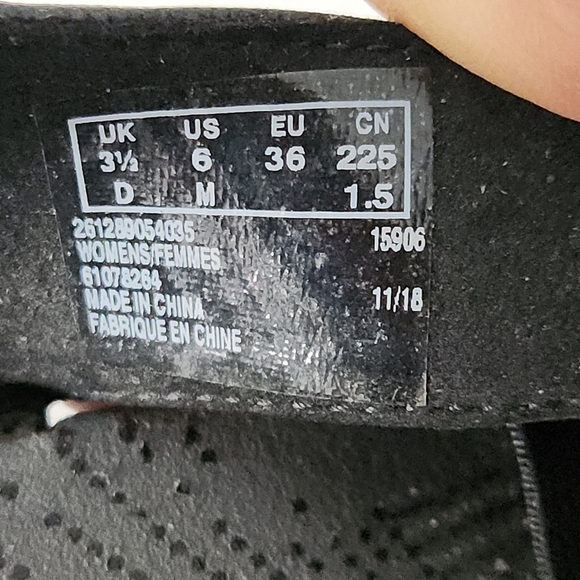 UK US EU GN
3½ 6 36 225
D M 1.5
261289054035 15906
WOMENS/FEMMES
61078264
MADE IN CHINA 11/18
FABRIQUE EN CHINE